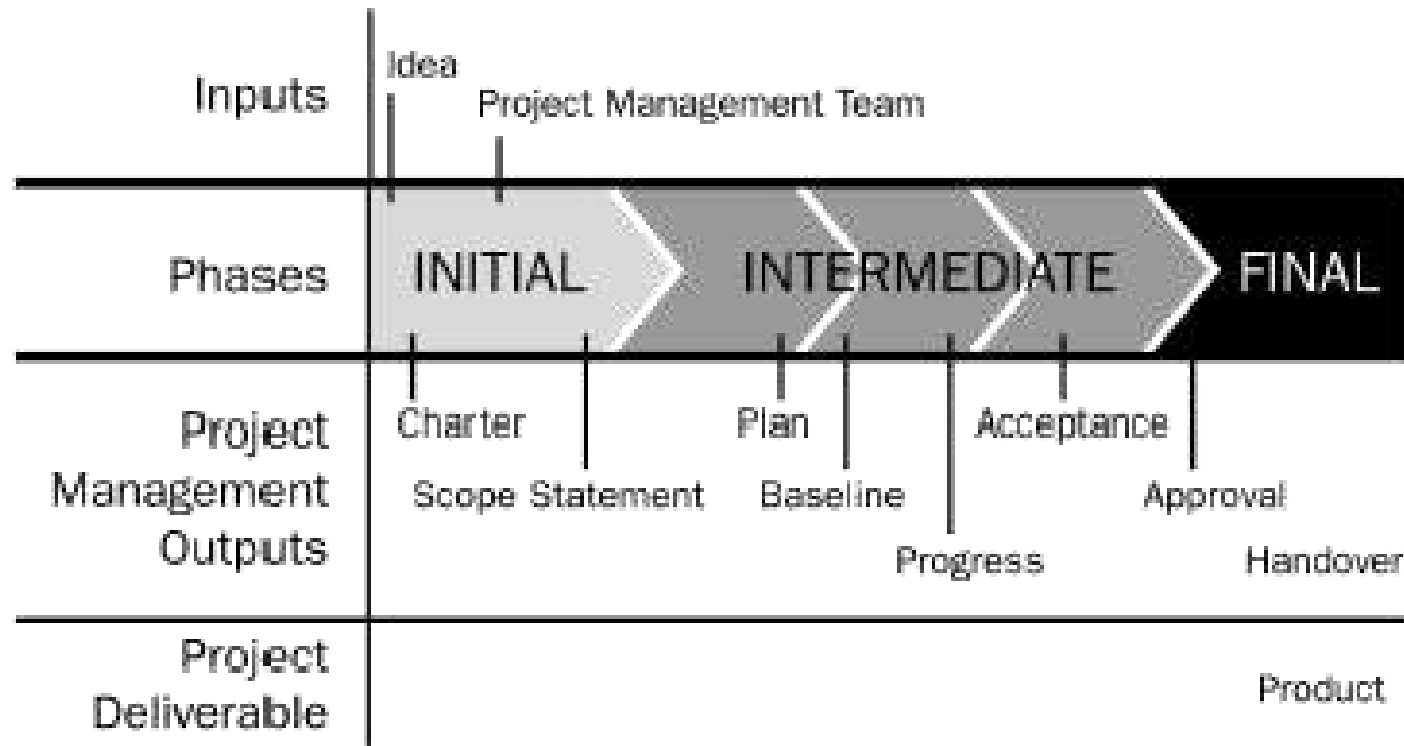 Inputs
Idea
Project Management Team
Phases
INITIAL
INTERMEDIATE
FINAL
Project
Management
Outputs
Charter
Scope Statement
Plan
Baseline
Progress
Acceptance
Approval
Handover
Project
Deliverable
Product